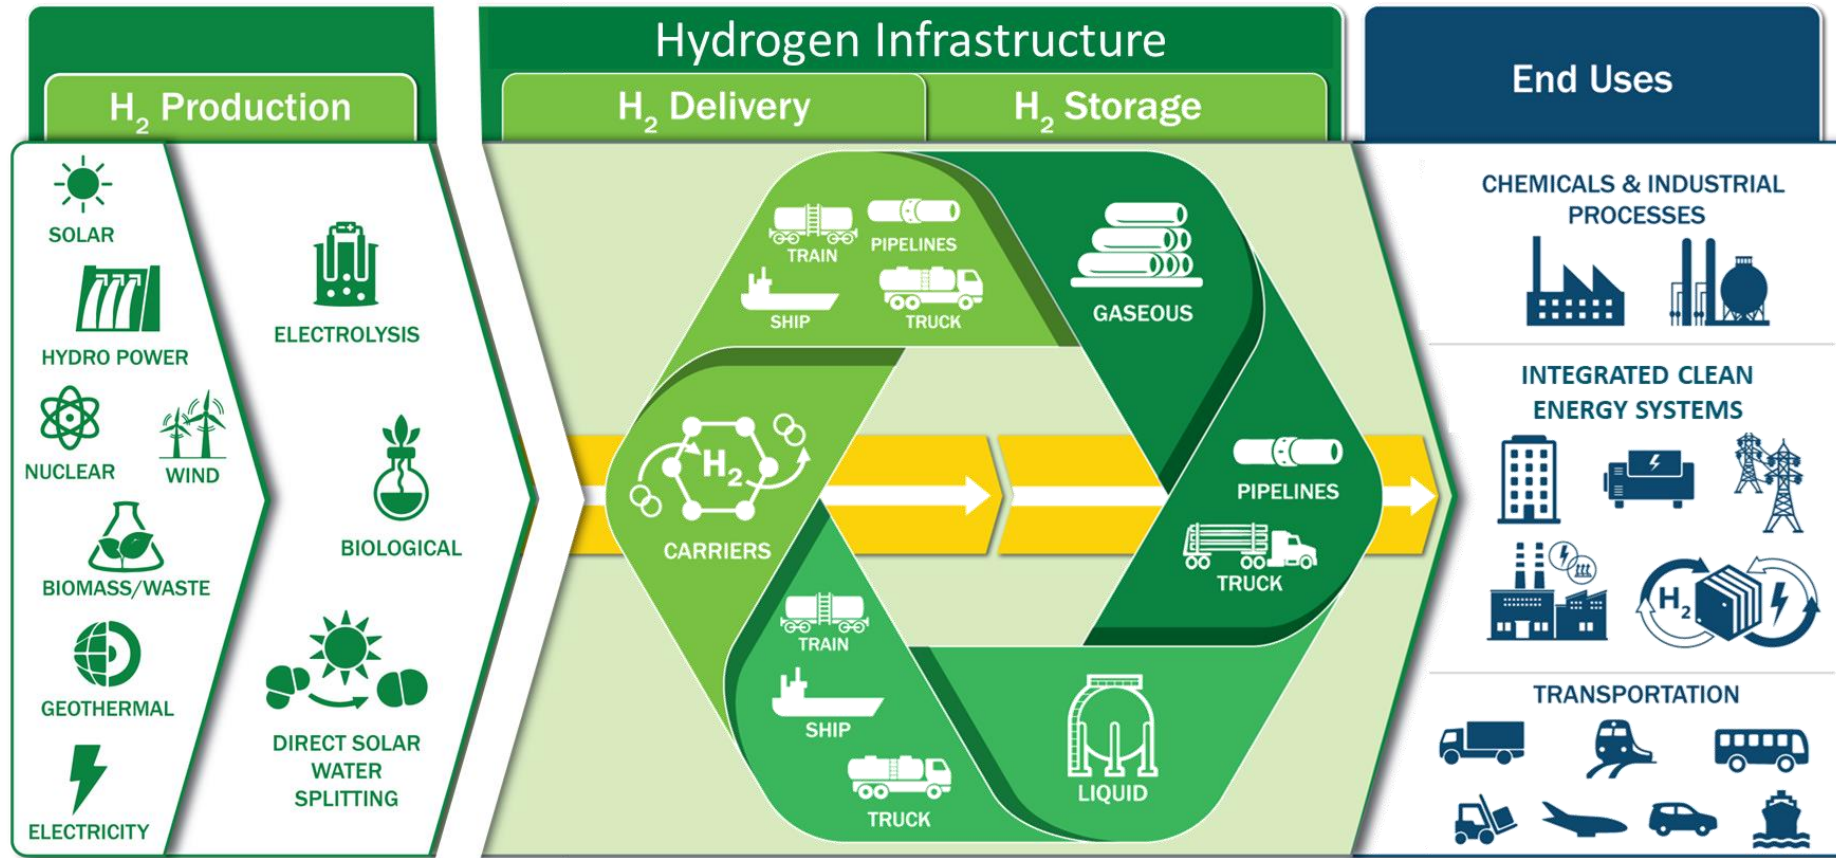 Hydrogen Infrastructure
H₂ Production
H₂ Delivery
H₂ Storage
End Uses
SOLAR
HYDRO POWER
NUCLEAR
WIND
BIOMASS/WASTE
GEOTHERMAL
ELECTRICITY
ELECTROLYSIS
BIOLOGICAL
DIRECT SOLAR
WATER
SPLITTING
TRAIN
PIPELINES
SHIP
TRUCK
H₂
CARRIERS
TRAIN
SHIP
TRUCK
GASEOUS
PIPELINES
TRUCK
LIQUID
CHEMICALS & INDUSTRIAL
PROCESSES
INTEGRATED CLEAN
ENERGY SYSTEMS
H₂
TRANSPORTATION